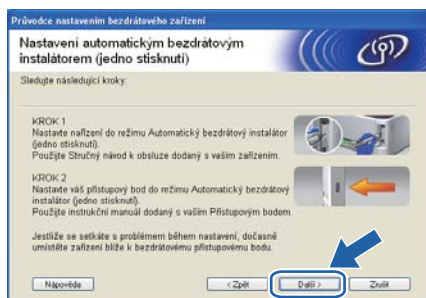 Průvodce nastavením bezdrátového zařízení
Nastavení automatickým bezdrátovým
instalátorem (jedno stisknutí)
Sledujte následující kroky:
KROK 1
Nastavte nařízení do režimu Automatický bezdrátový instalátor
(jedno stisknutí).
Použijte Stručný návod k obsluze dodaný s vaším zařízením.
KROK 2
Nastavte váš přístupový bod do režimu Automatický bezdrátový
instalátor (jedno stisknutí).
Použijte instrukční manuál dodaný s vaším Přístupovým bodem.
Jestliže se setkáte s problémem během nastavení, dočasně
umístěte zařízení blíže k bezdrátovému přístupovému bodu.
Nápověda
< Zpět
Další >
Zrušit